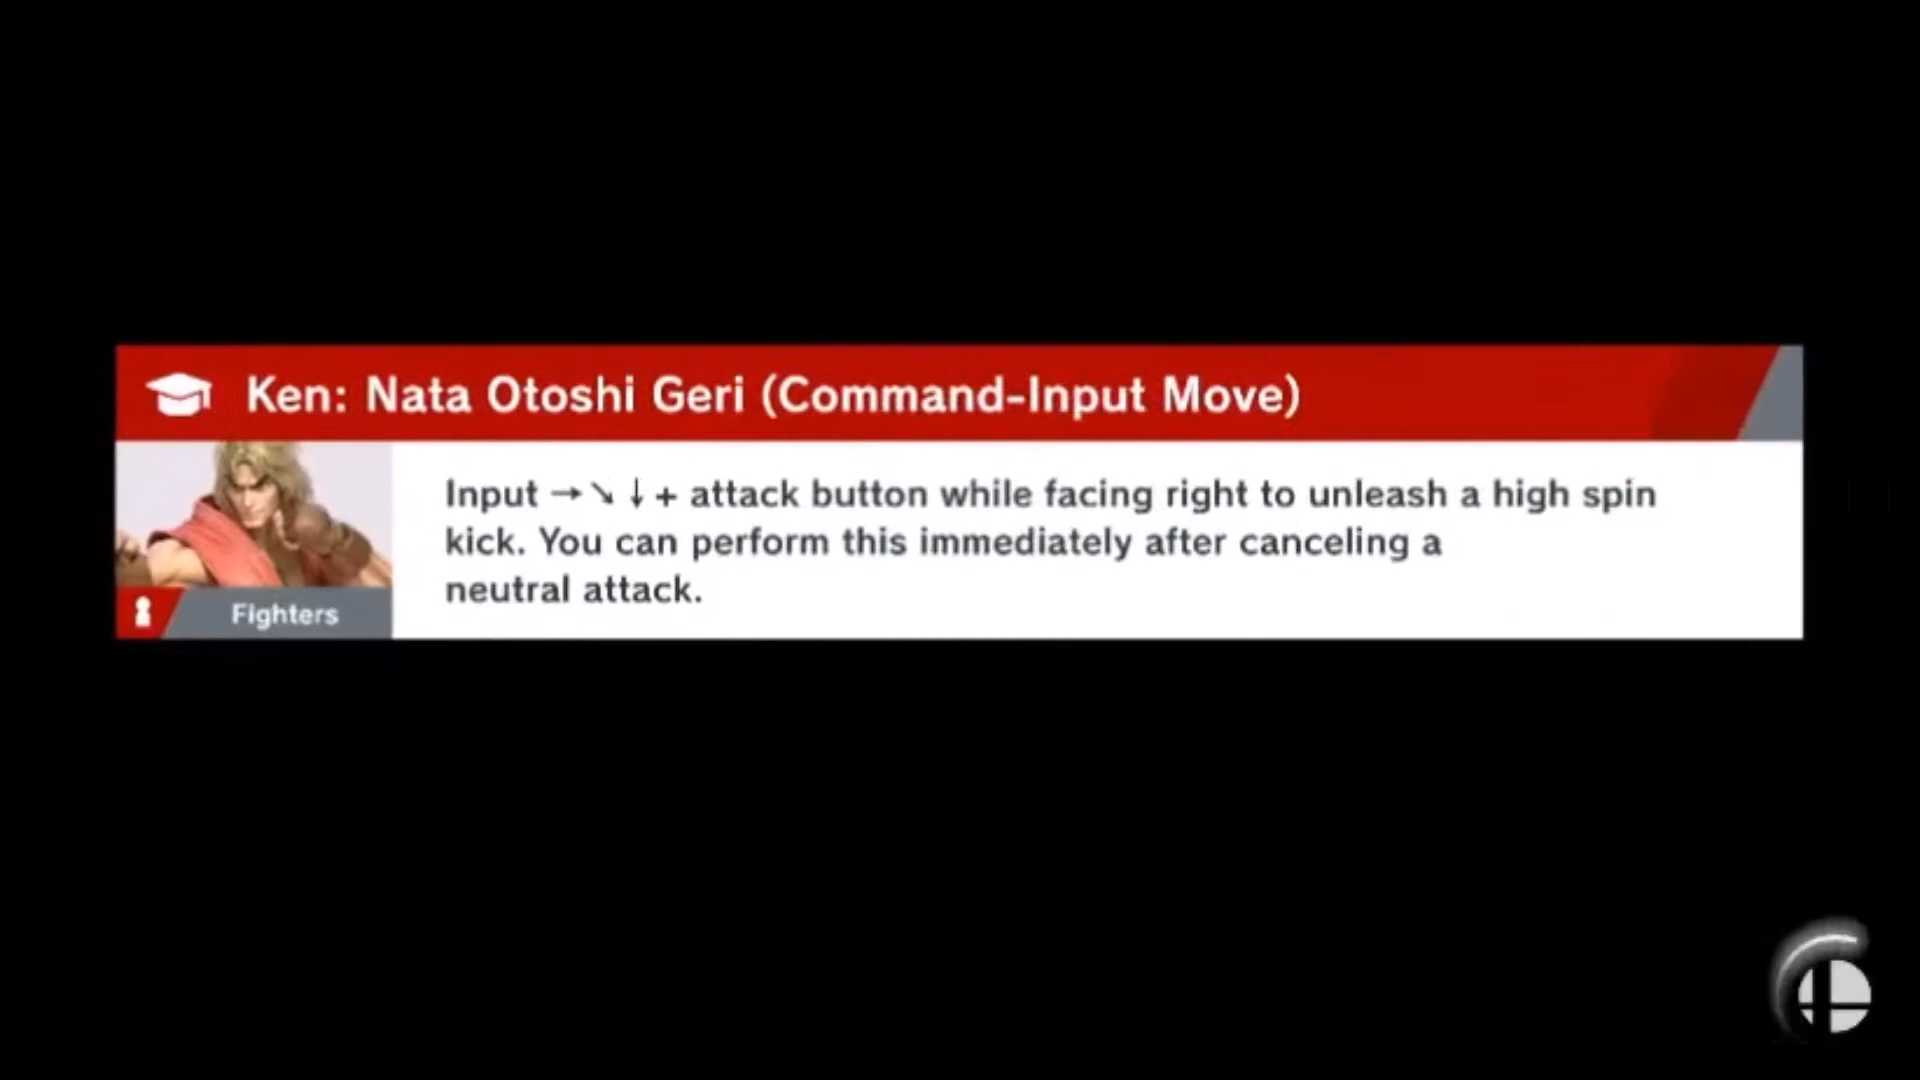 Ken: Nata Otoshi Geri (Command-Input Move)
Input →↘↓+ attack button while facing right to unleash a high spin
kick. You can perform this immediately after canceling a
neutral attack.
Fighters